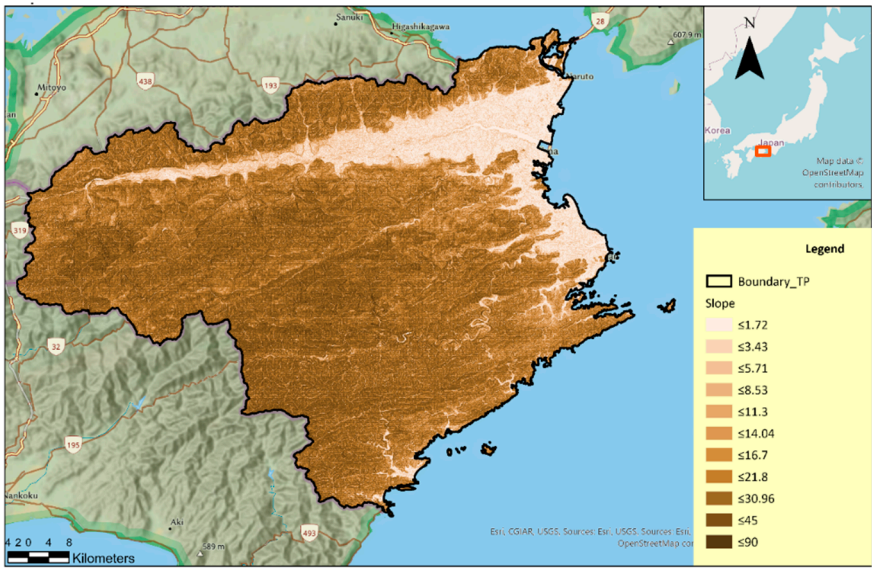 Sanuki
Higashikagawa
28
607.9 m
N
193
438
Mitoyo
Naruto
Korea
Japan
Map data ©
OpenStreetMap
contributors,
319
Legend
Boundary_TP
Slope
≤1.72
≤3.43
≤5.71
≤8.53
≤11.3
≤14.04
≤16.7
≤21.8
≤30.96
≤45
≤90
32
195
Nankoku
Aki
493
589 m
Esri, CGIAR, USGS. Sources: Esri, USGS. Sources: Esri,
OpenStreetMap
4 2 0 4 8
Kilometers